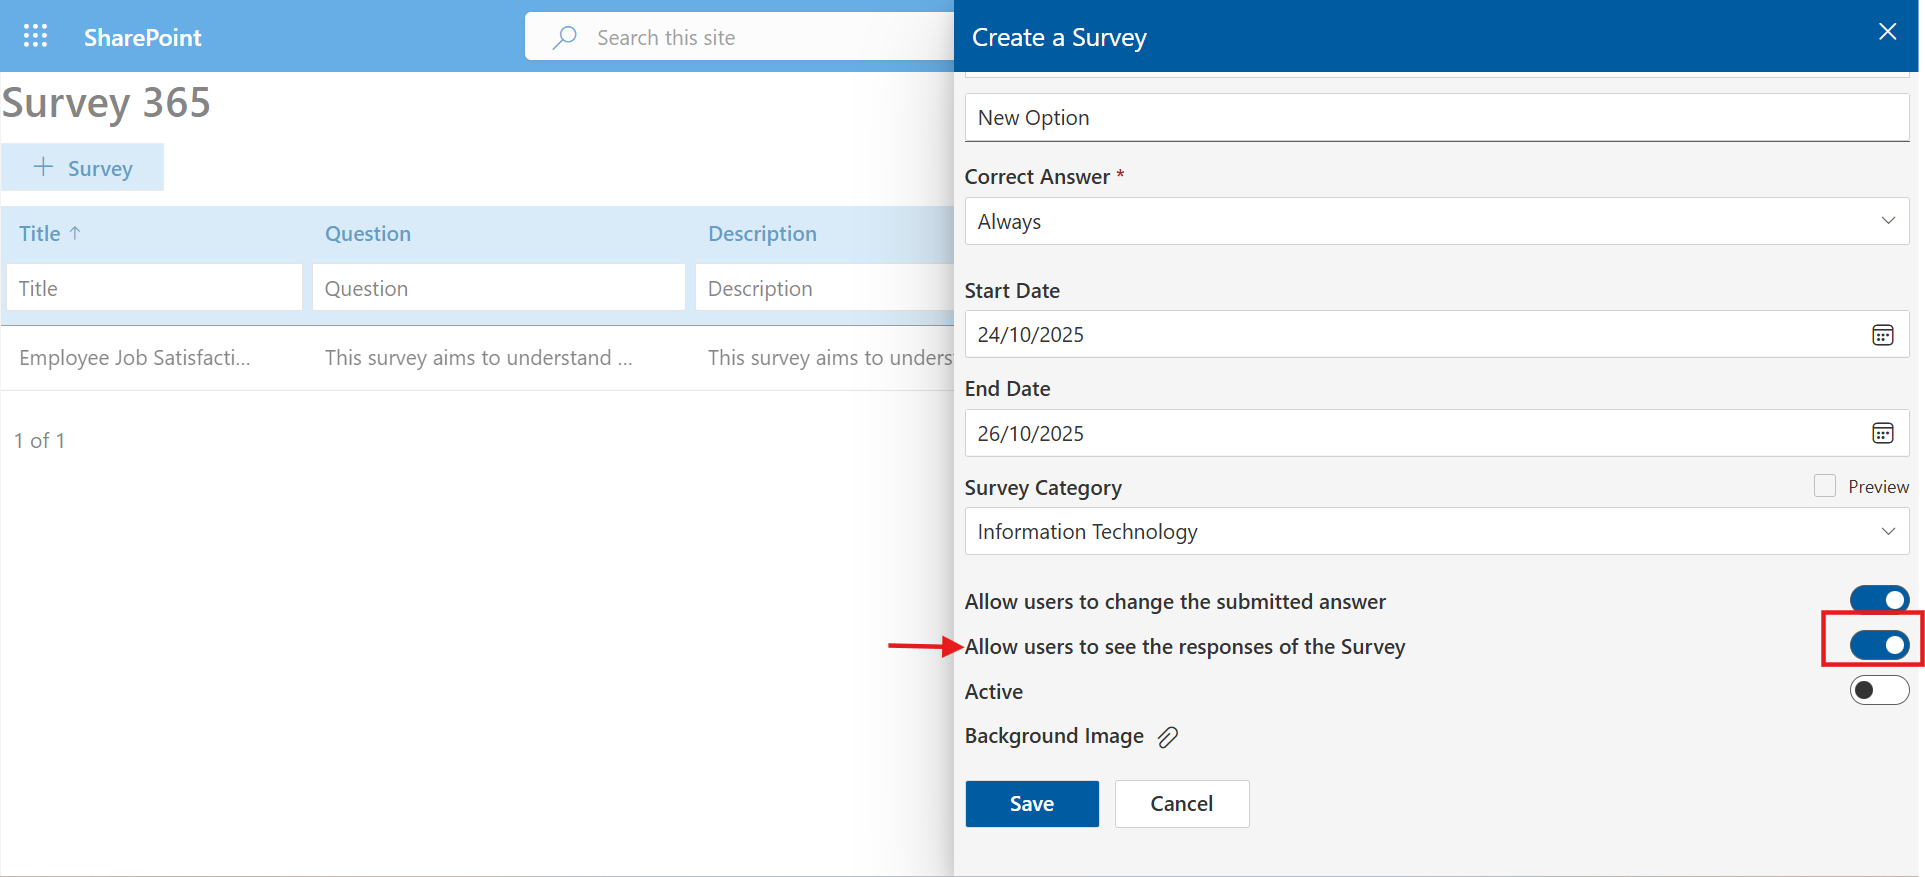 SharePoint
Search this site
Survey 365
Survey
Title Question Description
Title Question Description
Employee Job Satisfacti... This survey aims to understand ... This survey aims to unders
1 of 1
Create a Survey
New Option
Correct Answer *
Always
Start Date
24/10/2025
End Date
26/10/2025
Survey Category Preview
Information Technology
Allow users to change the submitted answer
Allow users to see the responses of the Survey
Active
Background Image
Save Cancel